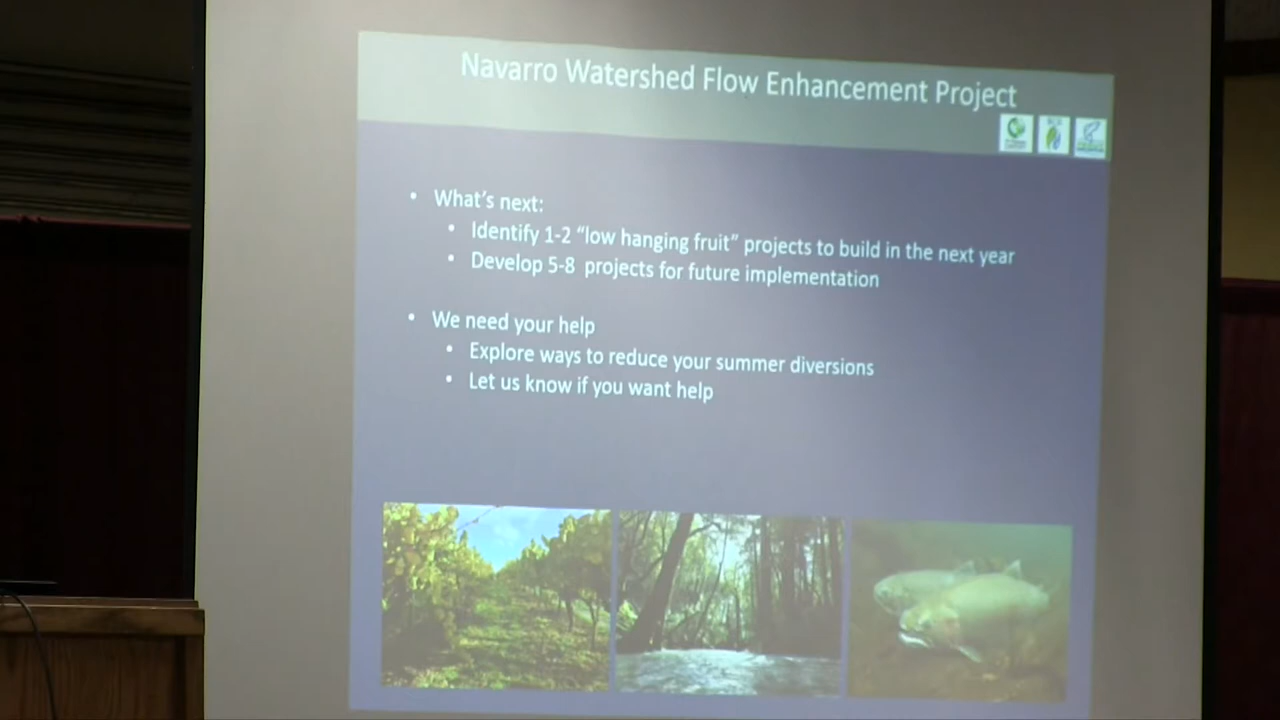 Navarro Watershed Flow Enhancement Project
• What's next:
• Identify 1-2 “low hanging fruit” projects to build in the next year
• Develop 5-8 projects for future implementation
• We need your help
• Explore ways to reduce your summer diversions
• Let us know if you want help